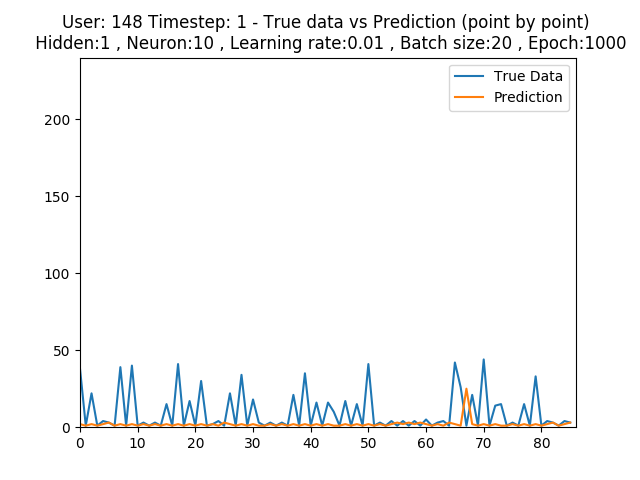 User: 148 Timestep: 1 - True data vs Prediction (point by point)
Hidden:1 , Neuron:10 , Learning rate:0.01 , Batch size:20 , Epoch:1000
True Data
Prediction
200
150
100
50
0
0 10 20 30 40 50 60 70 80